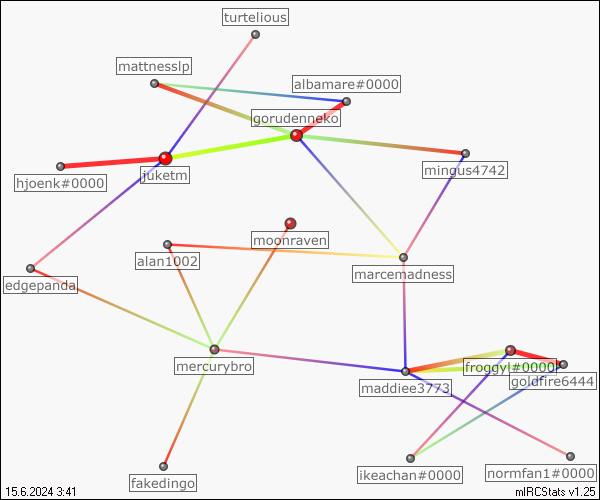 turtelious
mattnesslp
albamare#0000
gorudenneko
mingus4742
juketm
hjoenk#0000
moonraven
alan1002
marcemadness
edgepanda
mercurybro
froggyl#0000
goldfire6444
maddiee3773
fakedingo
ikeachan#0000
normfan1#0000
15.6.2024 3:41
mIRCStats v1.25